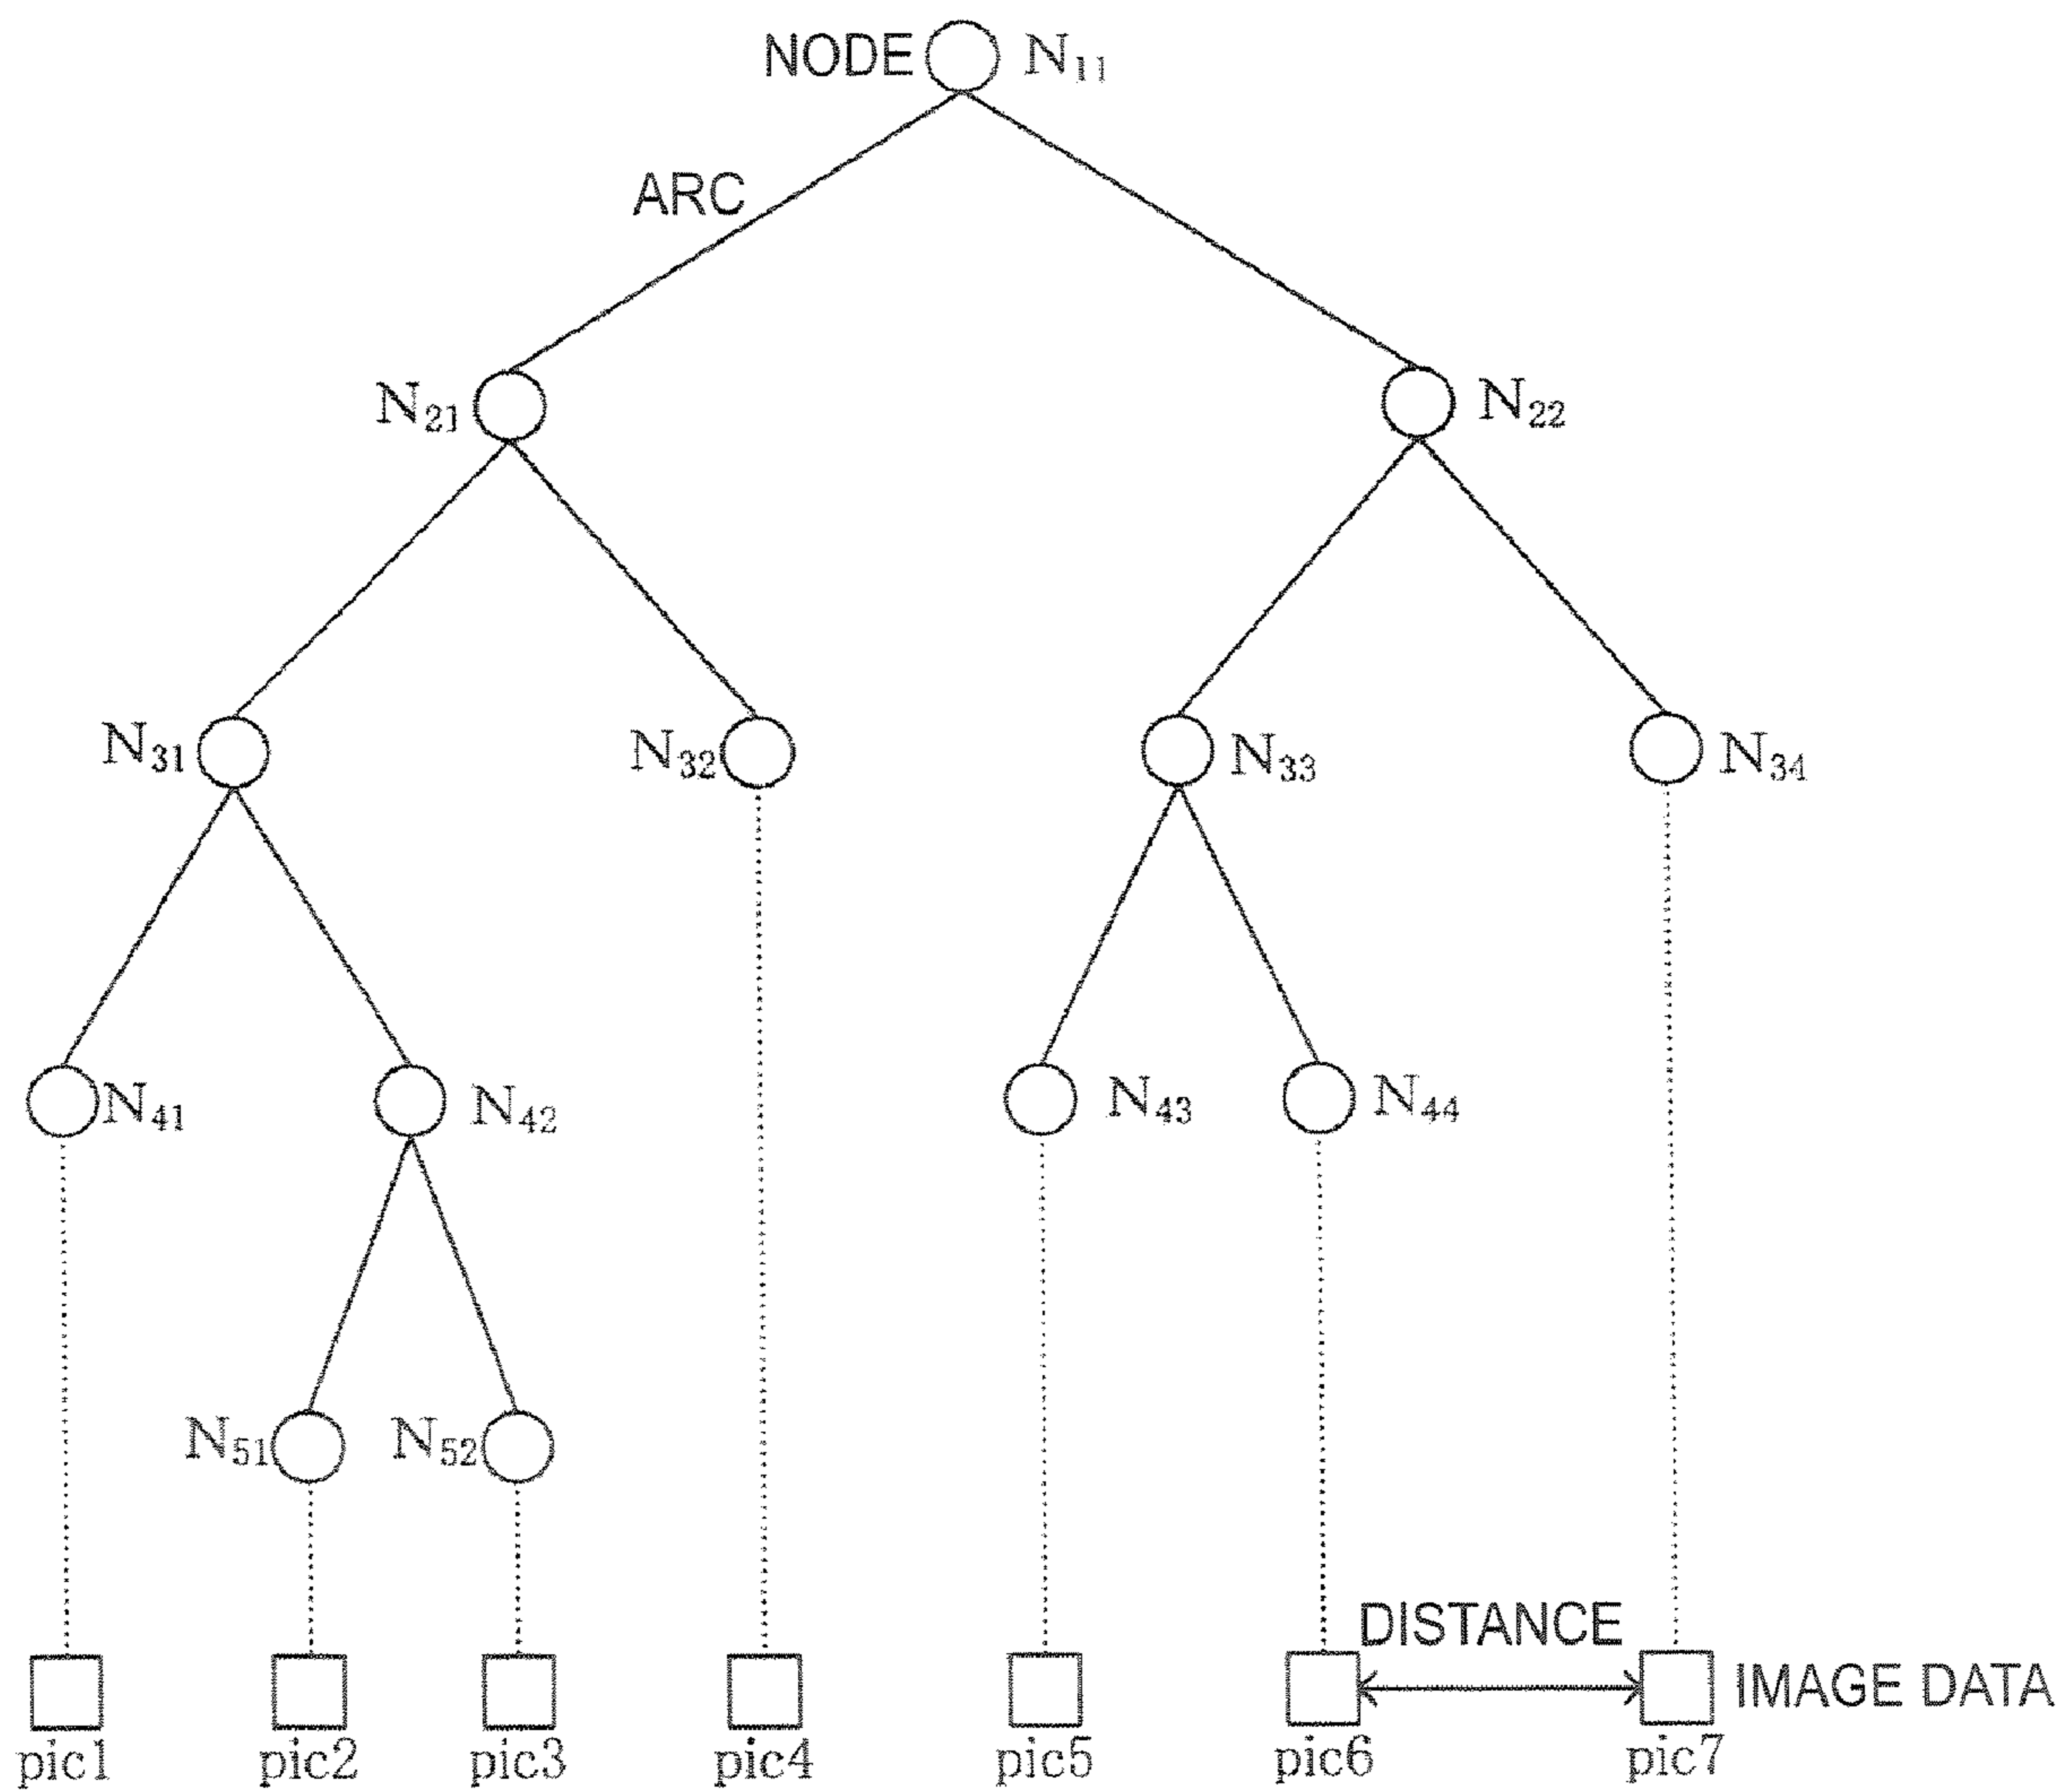 NODE N11
ARC
N21 N22
N31 N32 N33 N34
N41 N42 N43 N44
N51 N52
DISTANCE
IMAGE DATA
pic1 pic2 pic3 pic4 pic5 pic6 pic7